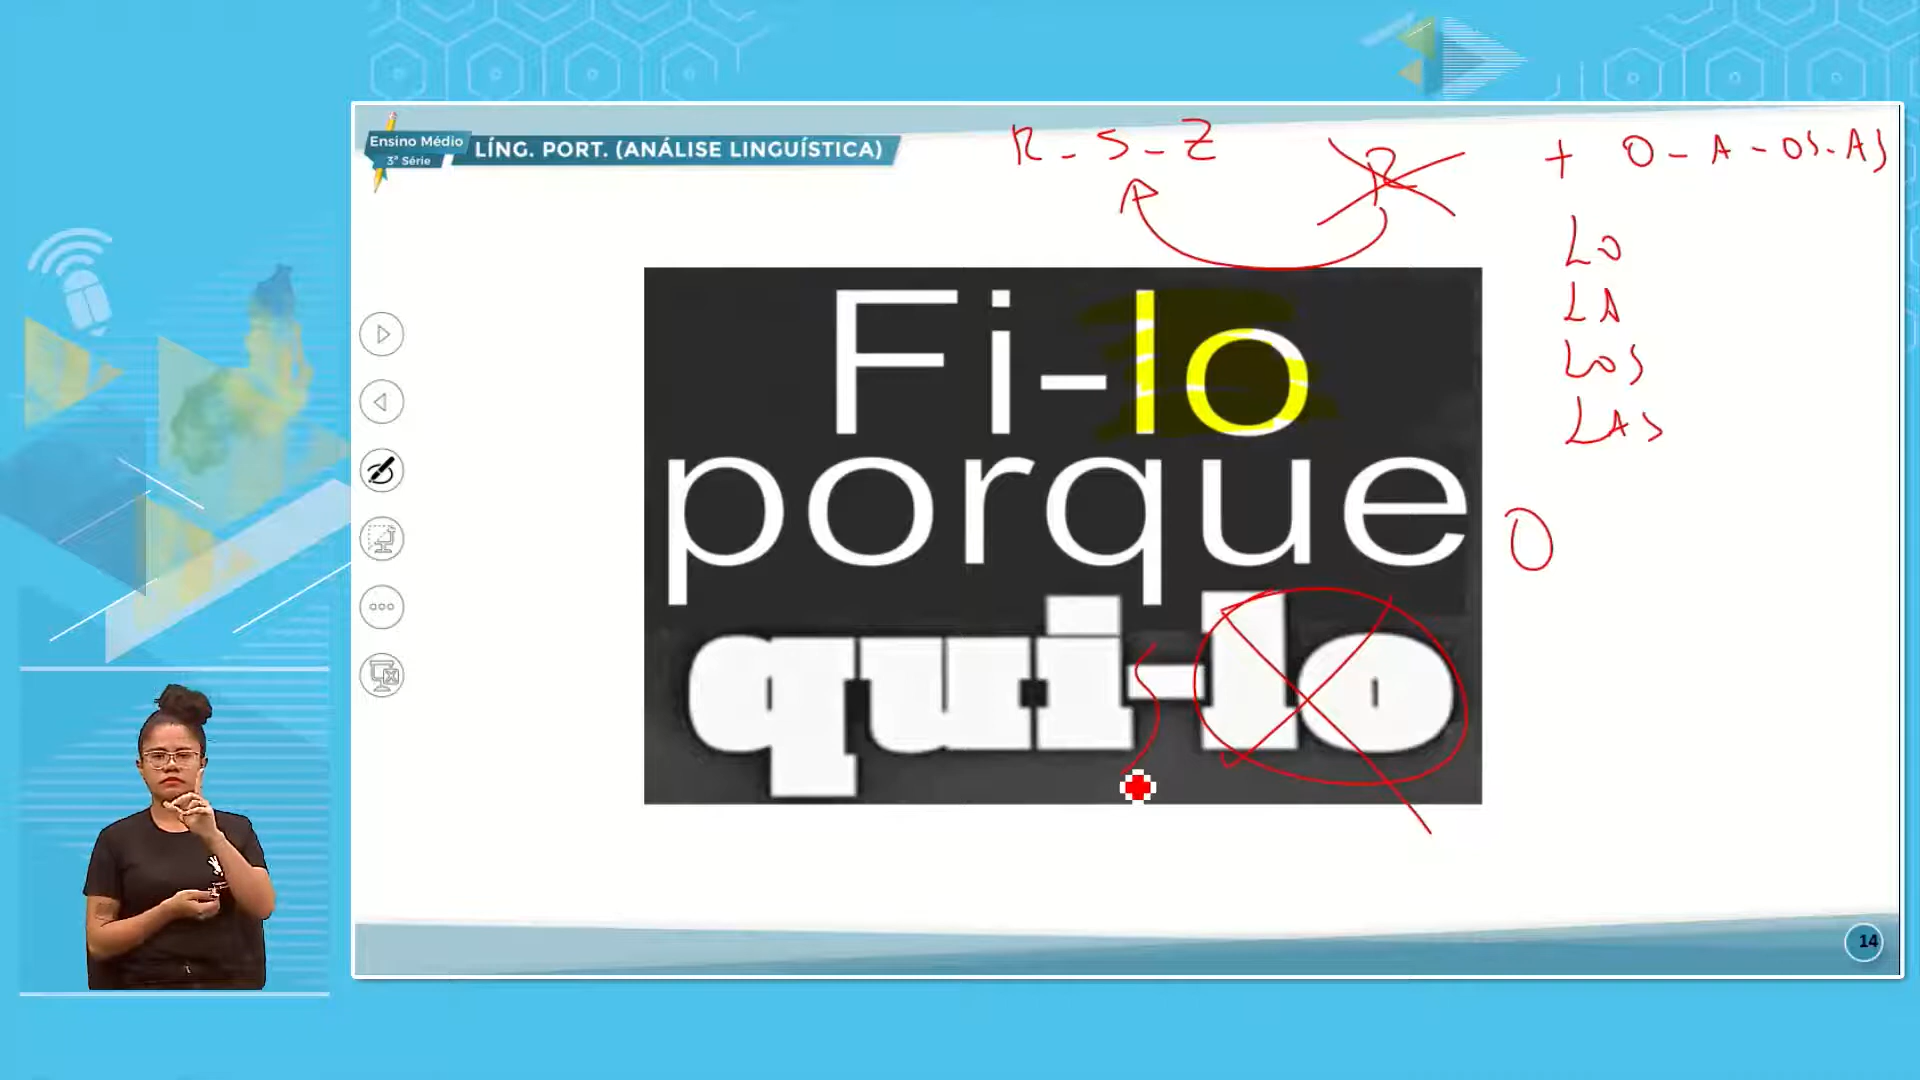 Ensino Médio
3ª Série
LÍNG. PORT. (ANÁLISE LINGUÍSTICA)
R - S - Z R + O - A - OS - AS
LO
LA
LOS
LAS
Fi-lo
porque
O
qui-lo
14